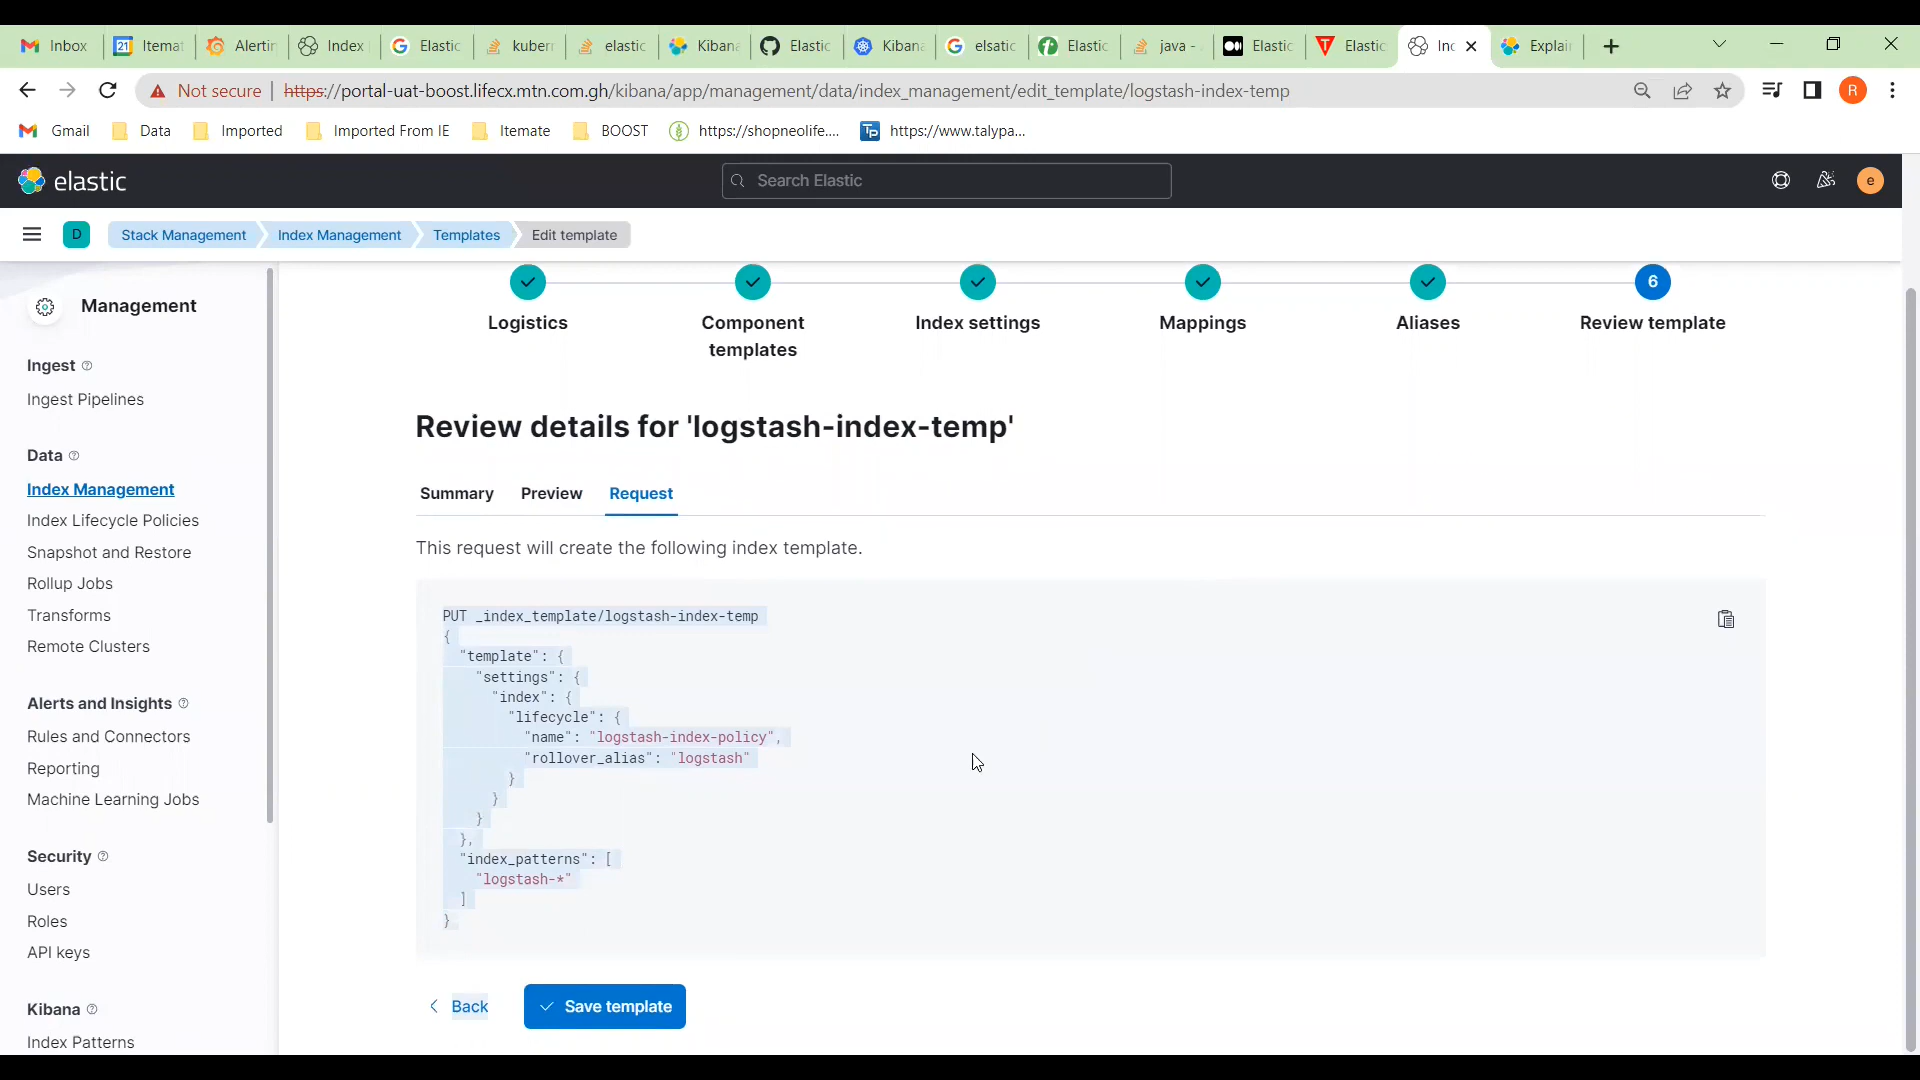 Inbox
Itemat
Alertin
Index
Elastic
kubern
elastic
Kibana
Elastic
Kibana
elsatic
Elastic
java -
Elastic
Elastic
Inc
Explain
Not secure
https://portal-uat-boost.lifecx.mtn.com.gh/kibana/app/management/data/index_management/edit_template/logstash-index-temp
R
Gmail
Data
Imported
Imported From IE
Itemate
BOOST
https://shopneolife....
https://www.talypa...
elastic
Search Elastic
e
D
Stack Management
Index Management
Templates
Edit template
Management
Ingest
Ingest Pipelines
Data
Index Management
Index Lifecycle Policies
Snapshot and Restore
Rollup Jobs
Transforms
Remote Clusters
Alerts and Insights
Rules and Connectors
Reporting
Machine Learning Jobs
Security
Users
Roles
API keys
Kibana
Index Patterns
Logistics
Component
templates
Index settings
Mappings
Aliases
6
Review template
Review details for 'logstash-index-temp'
Summary
Preview
Request
This request will create the following index template.
PUT _index_template/logstash-index-temp
{
"template": {
"settings": {
"index": {
"lifecycle": {
"name": "logstash-index-policy",
"rollover_alias": "logstash"
}
}
}
},
"index_patterns": [
"logstash-*"
]
}
Back
Save template